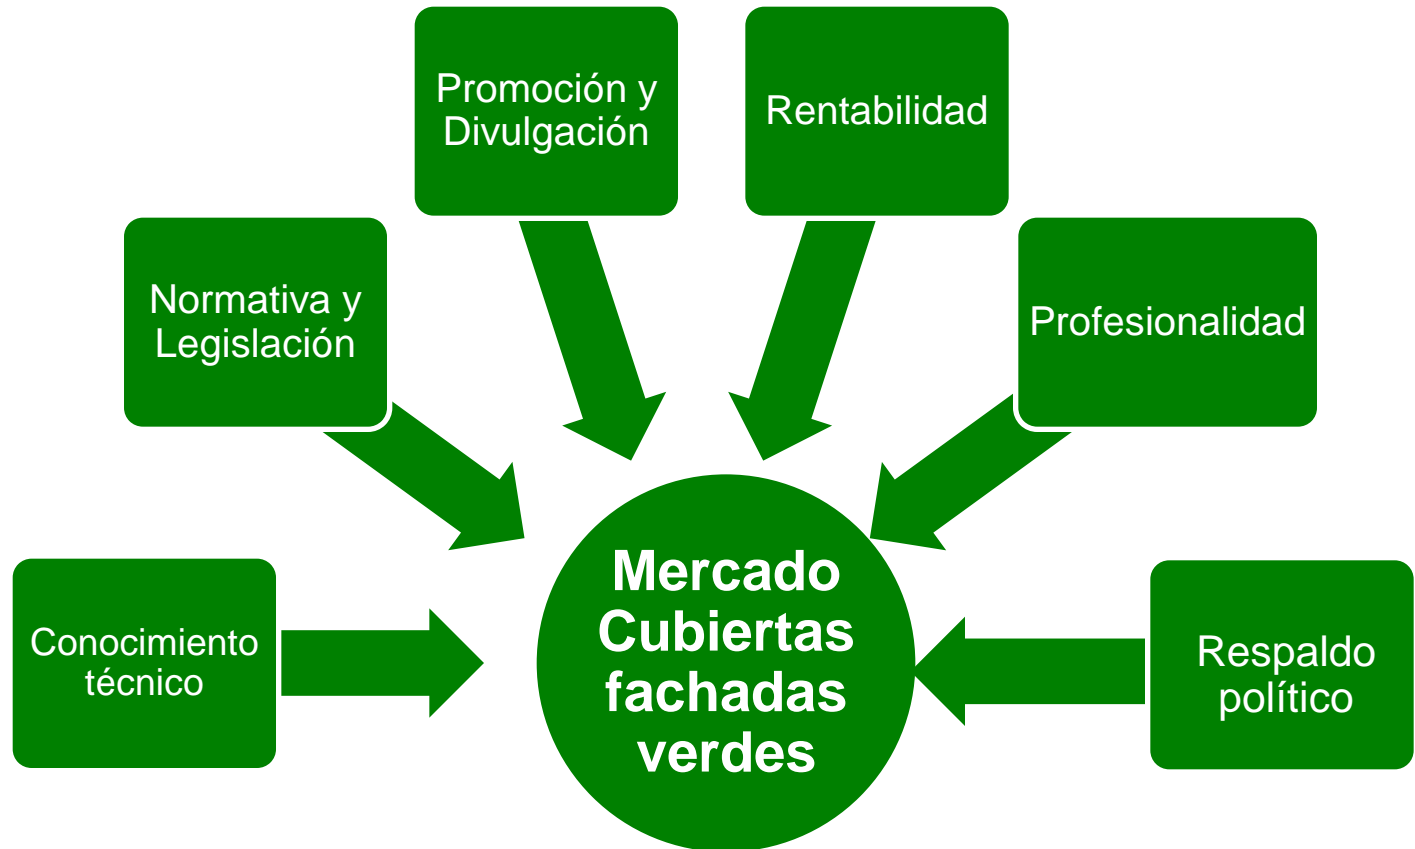 Promoción y
Divulgación
Rentabilidad
Normativa y
Legislación
Profesionalidad
Conocimiento
técnico
Mercado
Cubiertas
fachadas
verdes
Respaldo
político